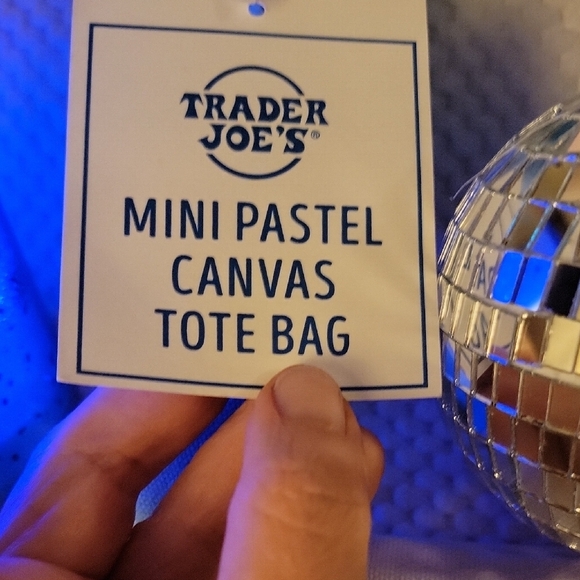 TRADER
JOE'S®
MINI PASTEL
CANVAS
TOTE BAG